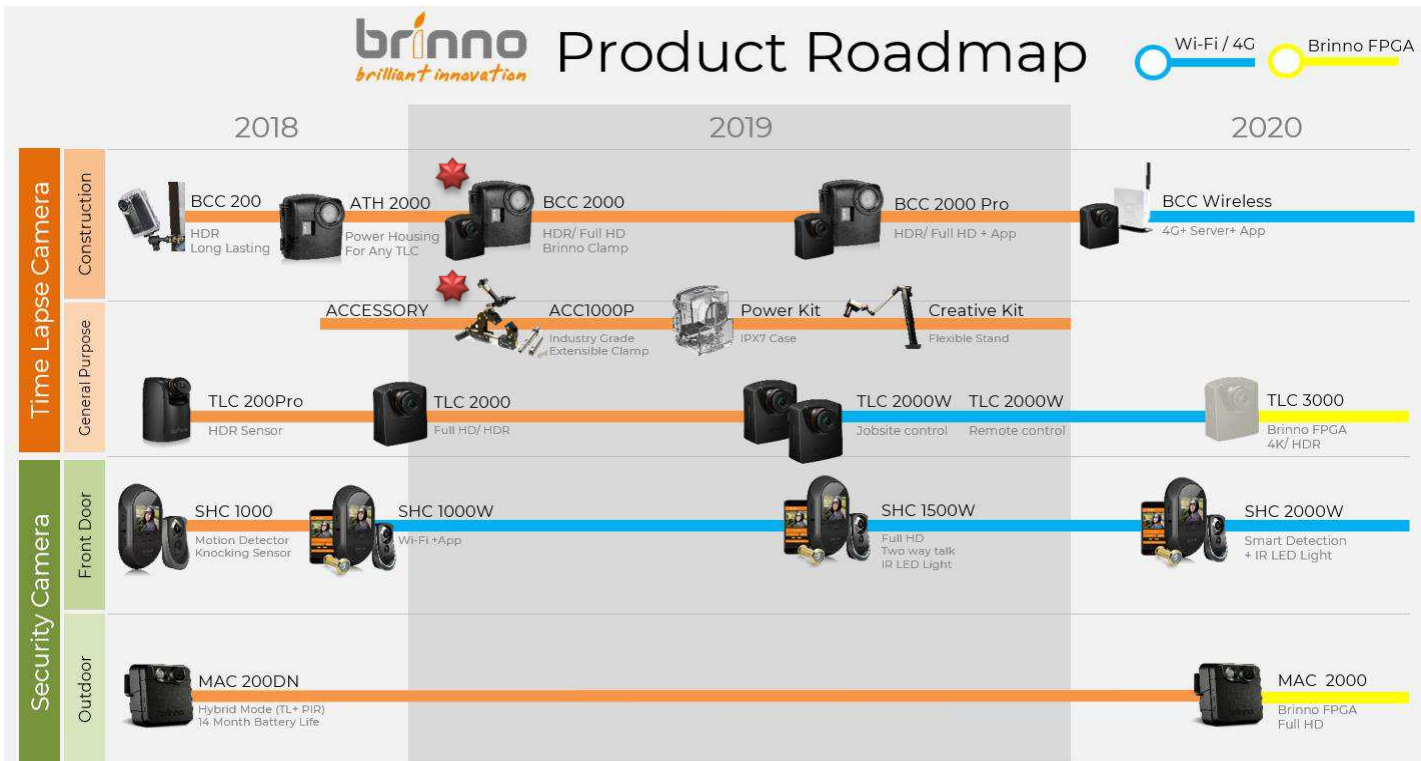 brinno
brilliant innovation
Product Roadmap
Wi-Fi / 4G
Brinno FPGA
2018
2019
2020
Time Lapse Camera
Construction
BCC 200
HDR
Long Lasting
ATH 2000
Power Housing
For Any TLC
BCC 2000
HDR/ Full HD
Brinno Clamp
BCC 2000 Pro
HDR/ Full HD + App
BCC Wireless
4G+ Server+ App
General Purpose
ACCESSORY
ACC1000P
Industry Grade
Extensible Clamp
Power Kit
IPX7 Case
Creative Kit
Flexible Stand
TLC 200Pro
HDR Sensor
TLC 2000
Full HD/ HDR
TLC 2000W
Jobsite control
TLC 2000W
Remote control
TLC 3000
Brinno FPGA
4K/ HDR
Security Camera
Front Door
SHC 1000
Motion Detector
Knocking Sensor
SHC 1000W
Wi-Fi +App
SHC 1500W
Full HD
Two way talk
IR LED Light
SHC 2000W
Smart Detection
+ IR LED Light
Outdoor
MAC 200DN
Hybrid Mode (TL+ PIR)
14 Month Battery Life
brinno
MAC 2000
Brinno FPGA
Full HD
brinno